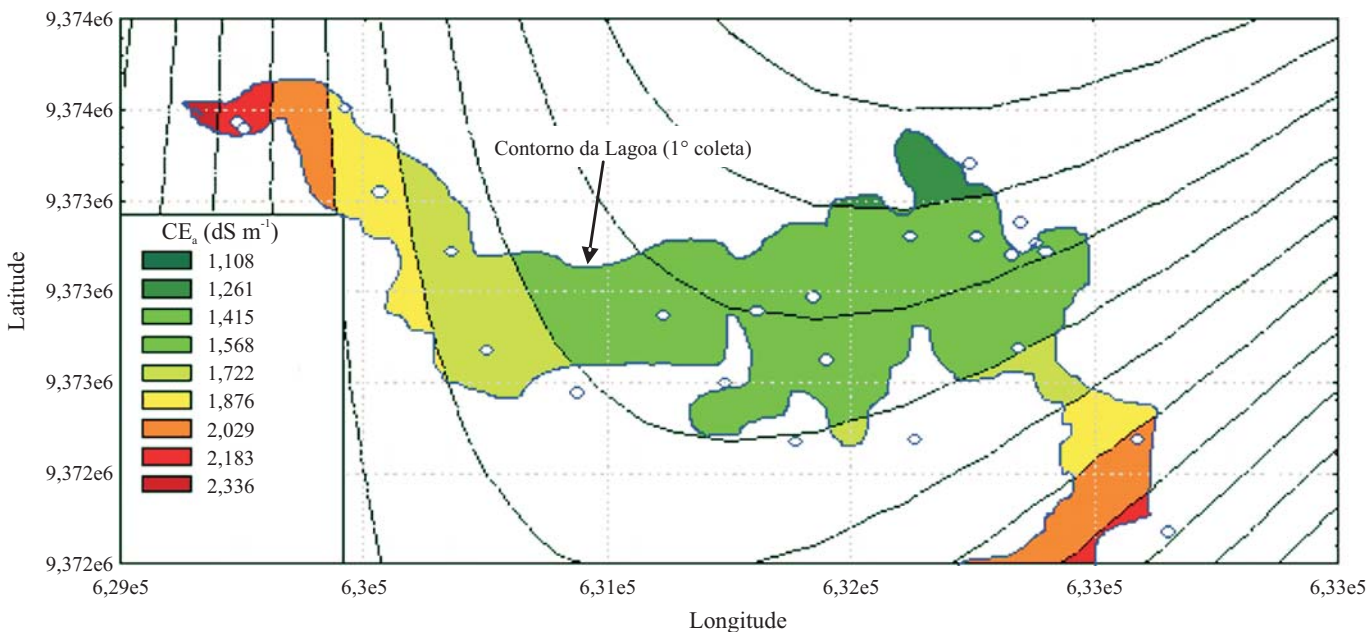 9,374e6
9,374e6
9,373e6
9,373e6
9,373e6
9,372e6
9,372e6
Latitude
Contorno da Lagoa (1° coleta)
CEa (dS m-1)
1,108
1,261
1,415
1,568
1,722
1,876
2,029
2,183
2,336
6,29e5
6,3e5
6,31e5
6,32e5
6,33e5
6,33e5
Longitude